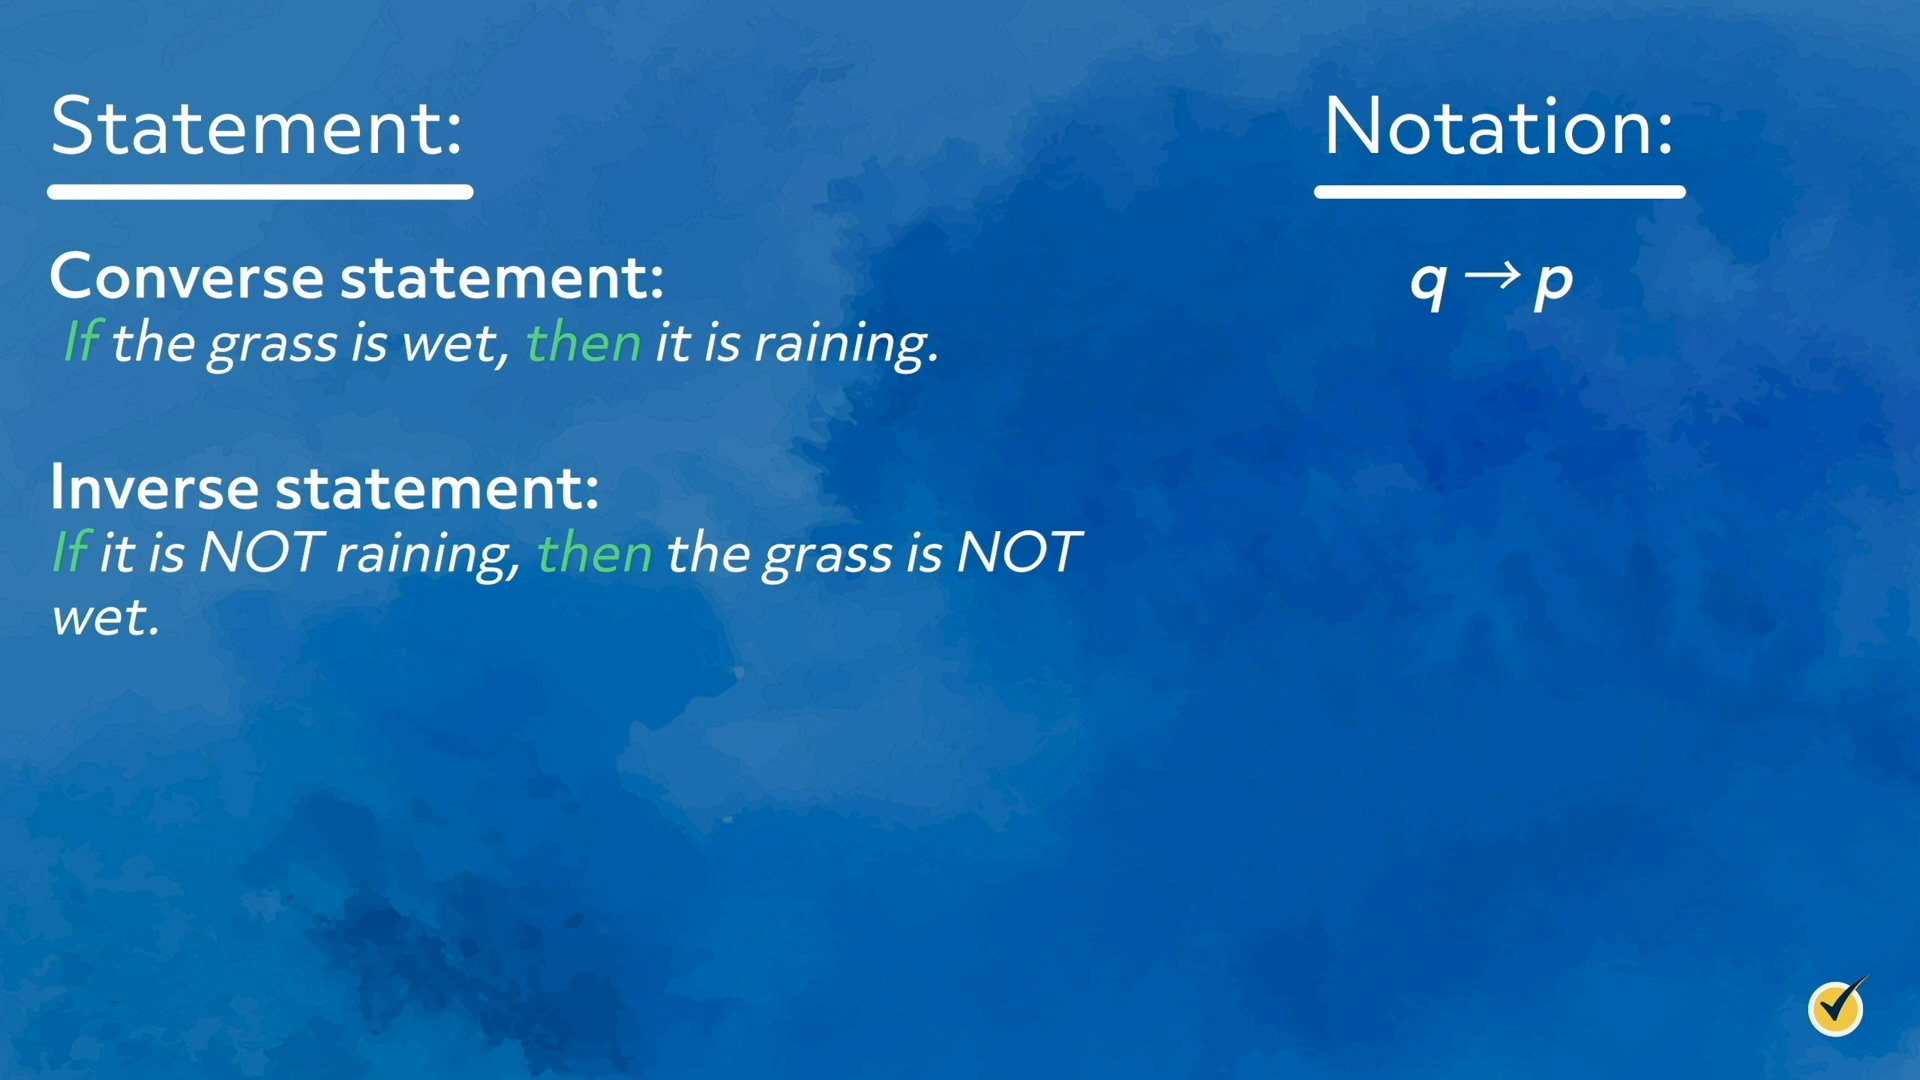 Statement:
Notation:
Converse statement:
q → p
If the grass is wet, then it is raining.
Inverse statement:
If it is NOT raining, then the grass is NOT
wet.